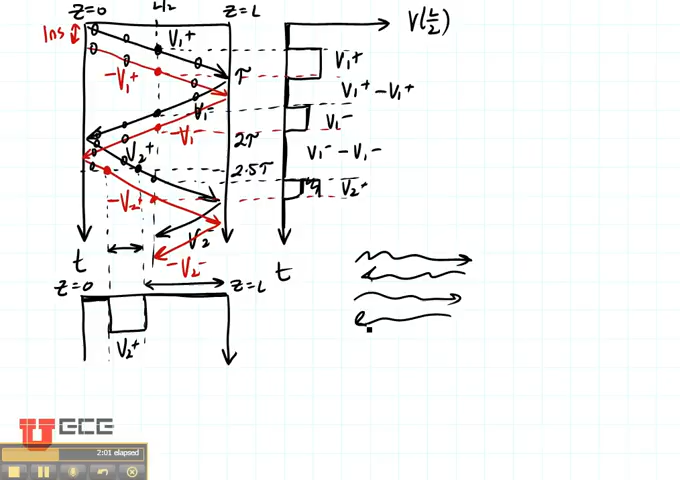 z=0 L/2 z=L V(L/2)
1ns
V₁+ V₁+
-V₁+ τ V₁+ - V₁+
V₁- V₁-
-V₁-
2τ
V₂+ V₁- - V₁-
2.5τ
-V₂+ V₂+
V₂-
t -V₂- t
z=0 z=L
V₂+
U ECE
2:01 elapsed